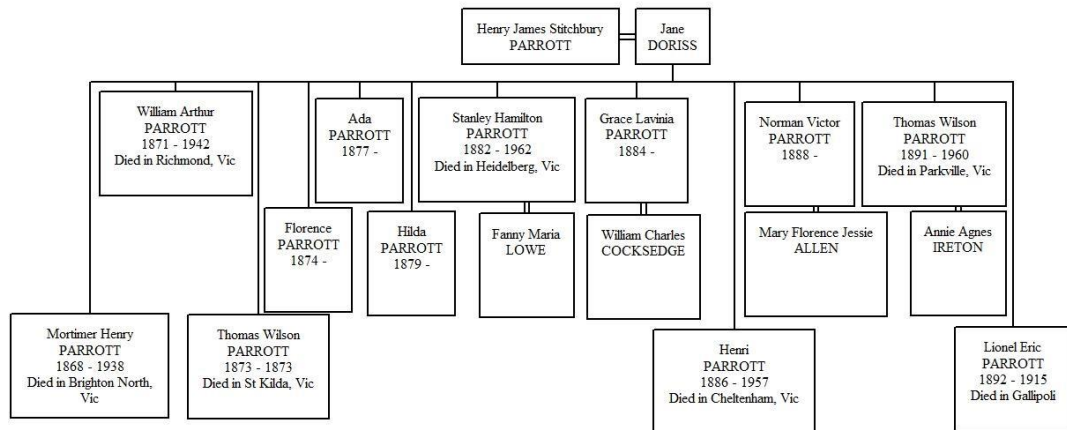 Henry James Stitchbury
PARROTT
Jane
DORISS
William Arthur
PARROTT
1871 - 1942
Died in Richmond, Vic
Ada
PARROTT
1877 -
Stanley Hamilton
PARROTT
1882 - 1962
Died in Heidelberg, Vic
Grace Lavinia
PARROTT
1884 -
Norman Victor
PARROTT
1888 -
Thomas Wilson
PARROTT
1891 - 1960
Died in Parkville, Vic
Florence
PARROTT
1874 -
Hilda
PARROTT
1879 -
Fanny Maria
LOWE
William Charles
COCKSEDGE
Mary Florence Jessie
ALLEN
Annie Agnes
IRETON
Mortimer Henry
PARROTT
1868 - 1938
Died in Brighton North,
Vic
Thomas Wilson
PARROTT
1873 - 1873
Died in St Kilda, Vic
Henri
PARROTT
1886 - 1957
Died in Cheltenham, Vic
Lionel Eric
PARROTT
1892 - 1915
Died in Gallipoli